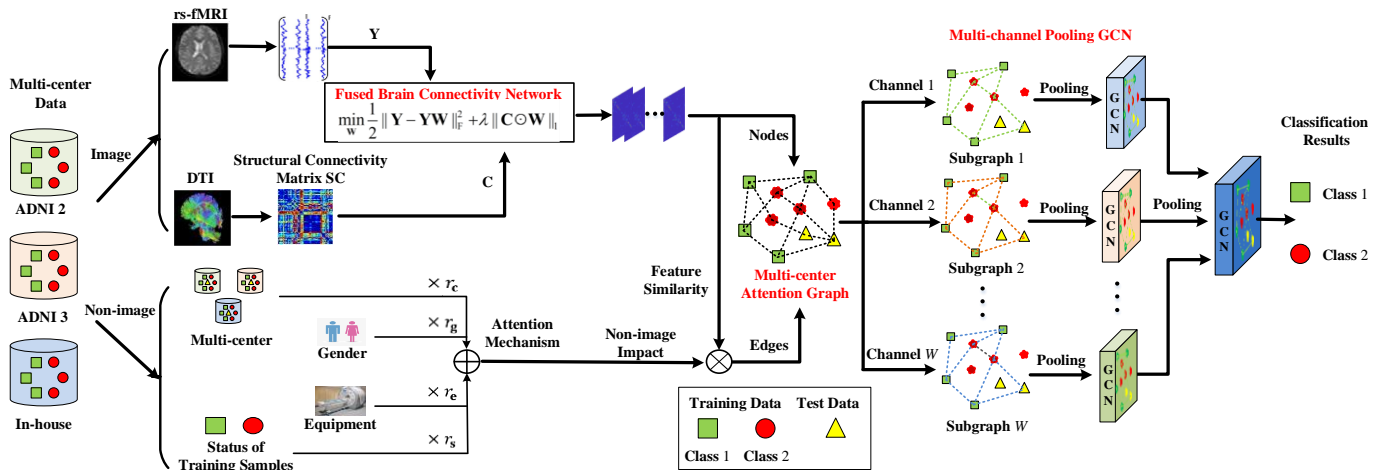 Multi-center
Data
ADNI 2
ADNI 3
In-house
Image
Non-image
rs-fMRI
DTI
Structural Connectivity
Matrix SC
Y
C
Fused Brain Connectivity Network
min_W 1/2 ||Y−YW||²_F +λ||C⊙W||₁
Multi-center
Gender
Equipment
Status of
Training Samples
× r_c
× r_g
× r_e
× r_s
Attention
Mechanism
Non-image
Impact
Feature
Similarity
Nodes
Edges
Multi-center
Attention Graph
Training Data
Test Data
Class 1
Class 2
Multi-channel Pooling GCN
Channel 1
Subgraph 1
Pooling
GCN
Channel 2
Subgraph 2
Pooling
GCN
Pooling
Channel W
Subgraph W
Pooling
GCN
GCN
Classification
Results
Class 1
Class 2